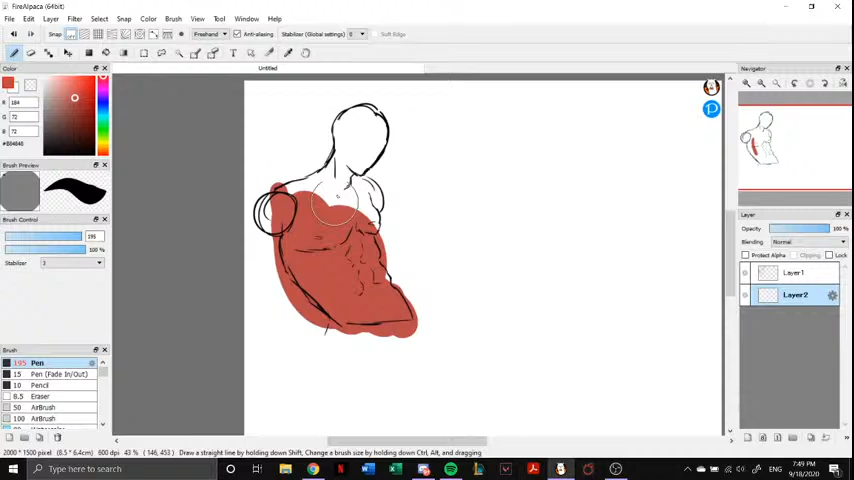 FireAlpaca (64bit)
File Edit Layer Filter Select Snap Color Brush View Tool Window Help
Snap OFF Freehand Anti-aliasing Stabilizer (Global settings) 8 Soft Edge
Untitled
Color
R 184
G 72
B 72
#B84848
Brush Preview
Brush Control
195
100 %
Stabilizer 3
Brush
195 Pen
15 Pen (Fade In/Out)
10 Pencil
8.5 Eraser
50 AirBrush
100 AirBrush
Navigator
Layer
Opacity 100 %
Blending Normal
Protect Alpha Clipping Lock
Layer1
Layer2
2000 * 1500 pixel (8.5 * 6.4cm) 600 dpi 43 % ( 146, 453 ) Draw a straight line by holding down Shift, Change a brush size by holding down Ctrl, Alt, and dragging
Type here to search
ENG
7:49 PM
9/18/2020